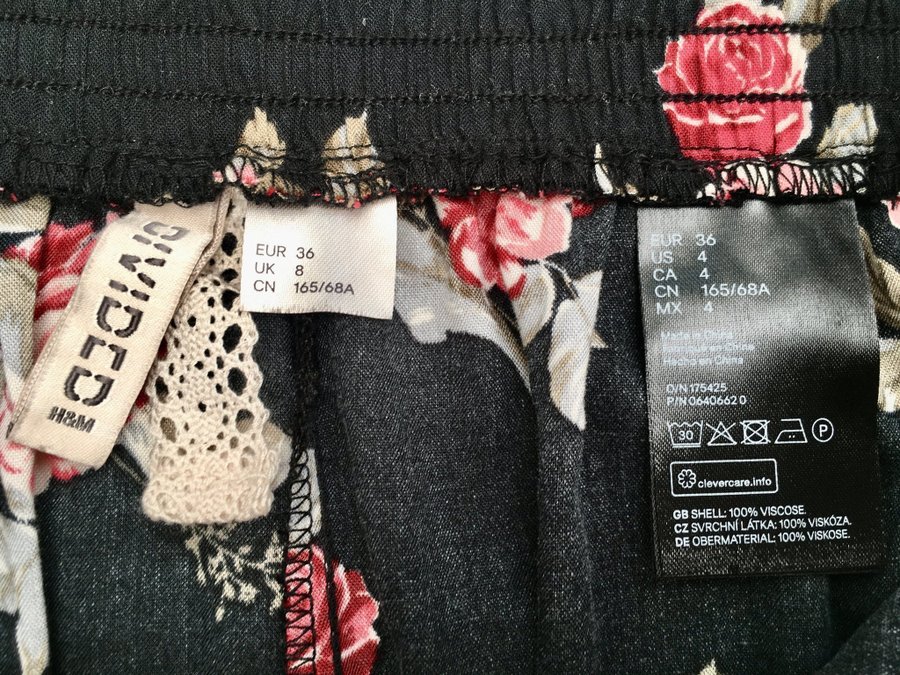 DIVIDED
H&M
EUR 36
UK 8
CN 165/68A
EUR 36
US 4
CA 4
CN 165/68A
MX 4
Made in China
O/N 175425
P/N 0640662 0
30
P
clevercare.info
GB SHELL: 100% VISCOSE.
CZ SVRCHNÍ LÁTKA: 100% VISKÓZA.
DE OBERMATERIAL: 100% VISKOSE.